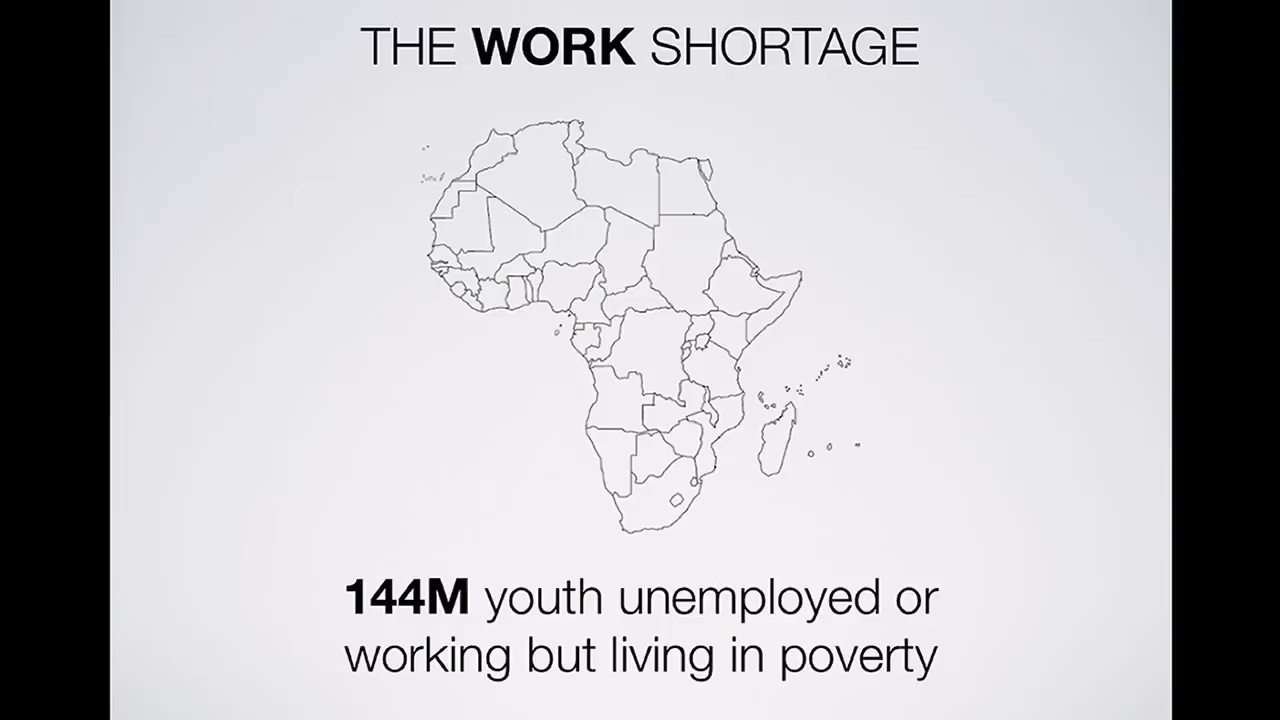 THE WORK SHORTAGE
144M youth unemployed or
working but living in poverty